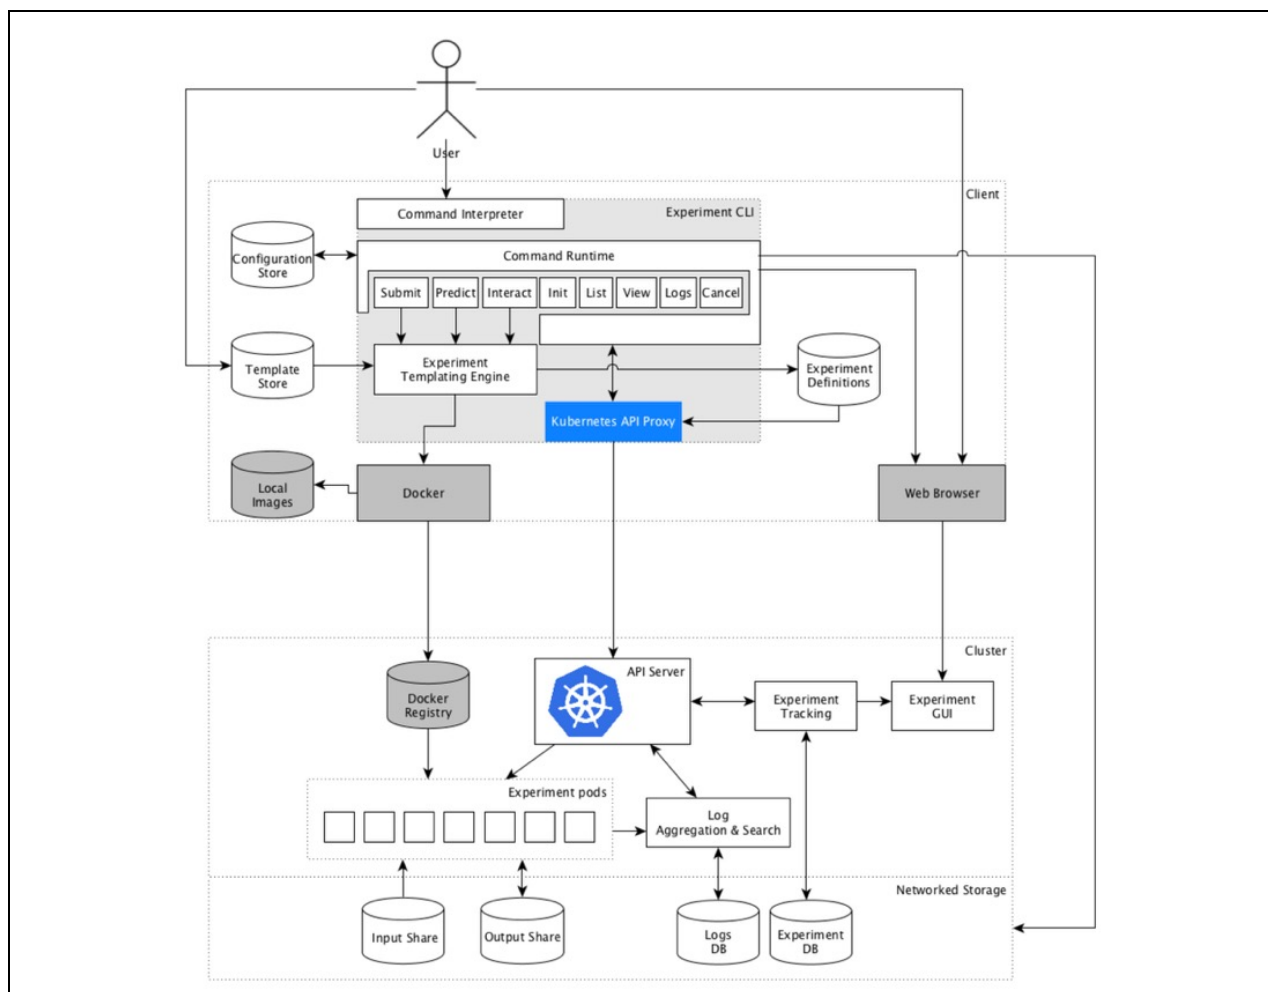 User
Client
Command Interpreter
Experiment CLI
Configuration
Store
Command Runtime
Submit
Predict
Interact
Init
List
View
Logs
Cancel
Template
Store
Experiment
Templating Engine
Experiment
Definitions
Kubernetes API Proxy
Local
Images
Docker
Web Browser
Cluster
Docker
Registry
API Server
Experiment
Tracking
Experiment
GUI
Experiment pods
Log
Aggregation & Search
Networked Storage
Input Share
Output Share
Logs
DB
Experiment
DB